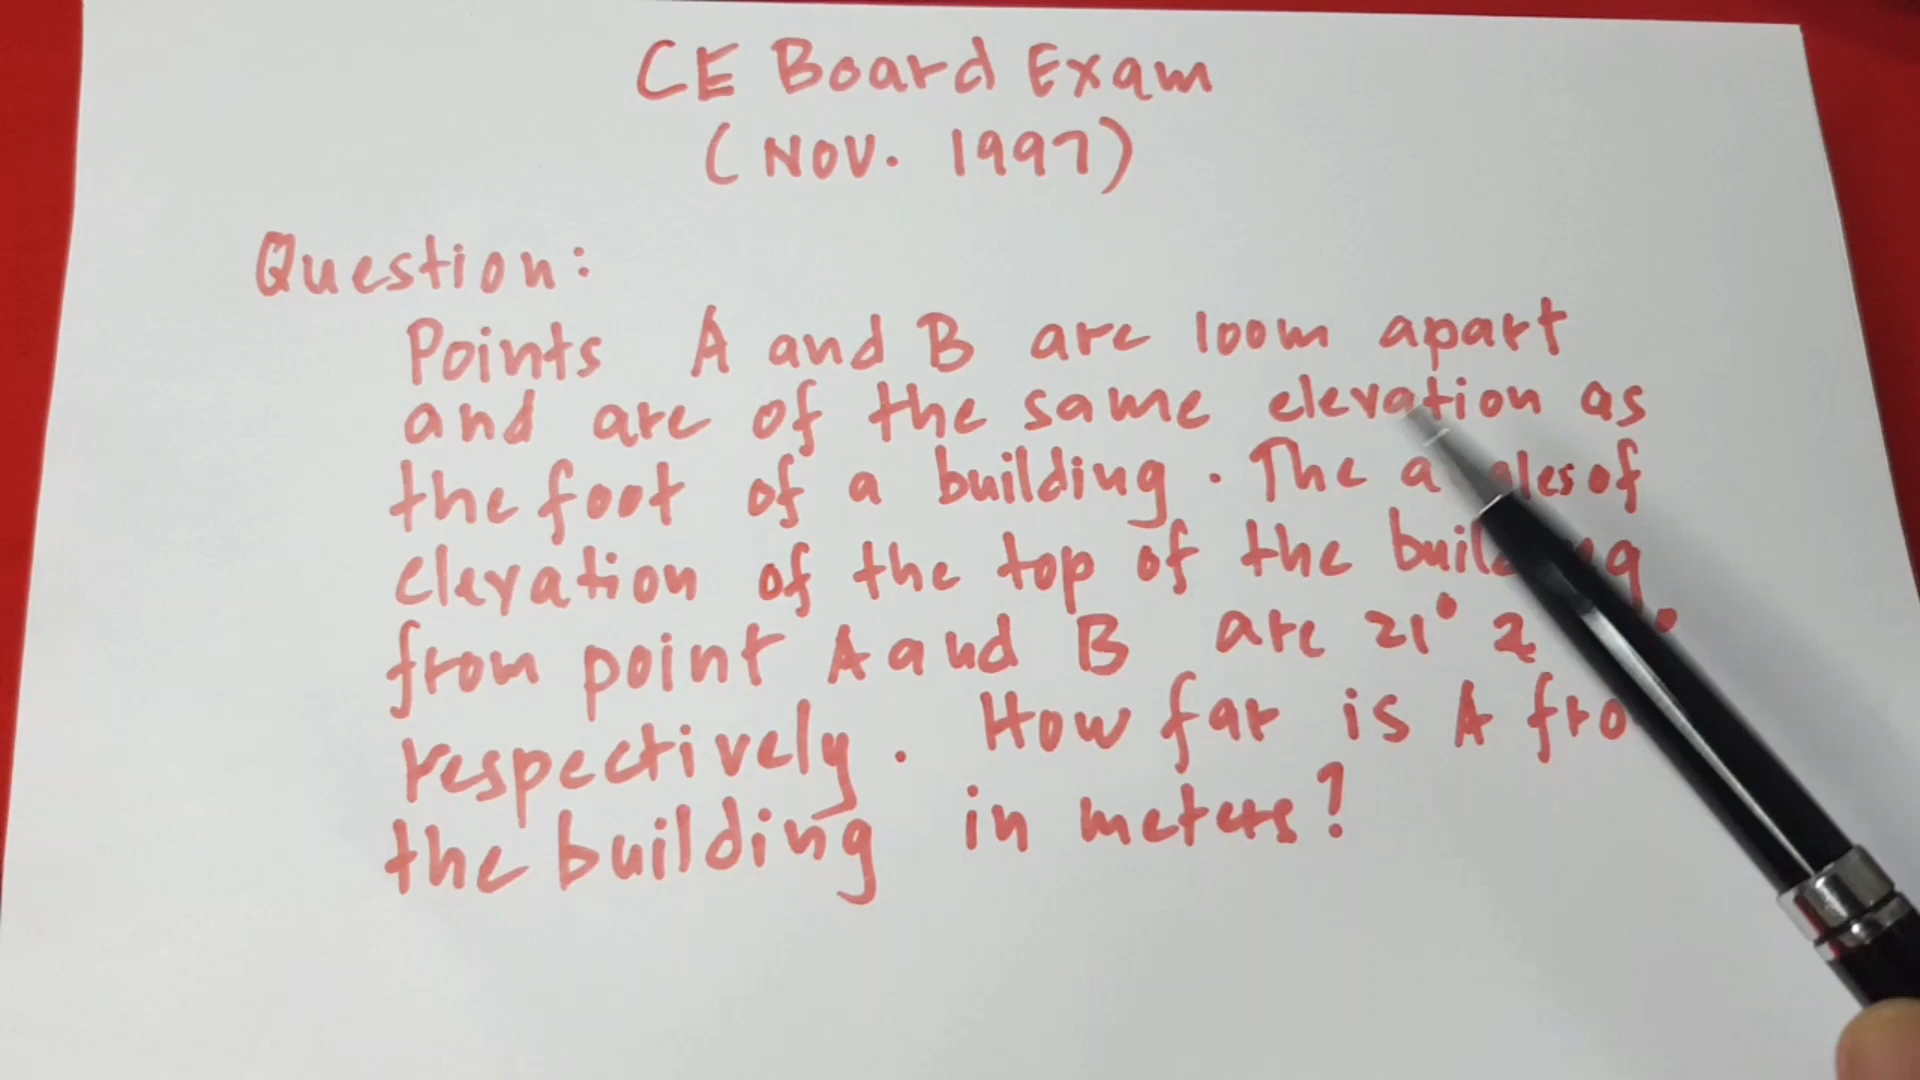 CE Board Exam
(NOV. 1997)
Question:
Points A and B are 100m apart
and are of the same elevation as
the foot of a building. The of
elevation of the top of the
from point A and B are 21°
respectively. How far is A
the building in meters?